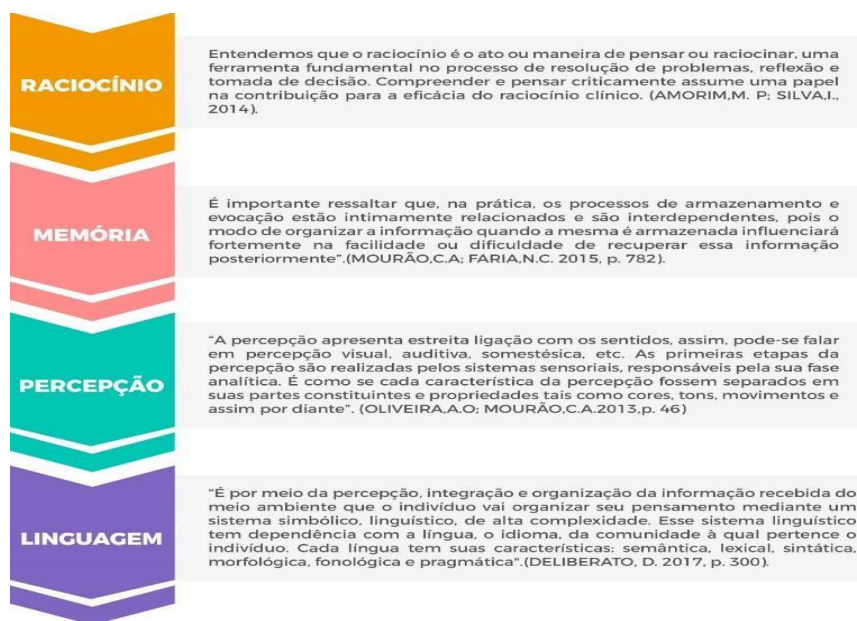 RACIOCÍNIO
Entendemos que o raciocínio é o ato ou maneira de pensar ou raciocinar, uma
ferramenta fundamental no processo de resolução de problemas, reflexão e
tomada de decisão. Compreender e pensar criticamente assume uma papel
na contribuição para a eficácia do raciocínio clínico. (AMORIM,M. P; SILVA,I.,
2014).
MEMÓRIA
É importante ressaltar que, na prática, os processos de armazenamento e
evocação estão intimamente relacionados e são interdependentes, pois o
modo de organizar a informação quando a mesma é armazenada influenciará
fortemente na facilidade ou dificuldade de recuperar essa informação
posteriormente”.(MOURÃO,C.A; FARIA,N.C. 2015, p. 782).
PERCEPÇÃO
“A percepção apresenta estreita ligação com os sentidos, assim, pode-se falar
em percepção visual, auditiva, somestésica, etc. As primeiras etapas da
percepção são realizadas pelos sistemas sensoriais, responsáveis pela sua fase
analítica. É como se cada característica da percepção fossem separados em
suas partes constituintes e propriedades tais como cores, tons, movimentos e
assim por diante”. (OLIVEIRA,A.O; MOURÃO,C.A.2013,p. 46)
LINGUAGEM
“É por meio da percepção, integração e organização da informação recebida do
meio ambiente que o indivíduo vai organizar seu pensamento mediante um
sistema simbólico, linguístico, de alta complexidade. Esse sistema linguístico
tem dependência com a língua, o idioma, da comunidade à qual pertence o
indivíduo. Cada língua tem suas características: semântica, lexical, sintática,
morfológica, fonológica e pragmática".(DELIBERATO, D. 2017, p. 300).